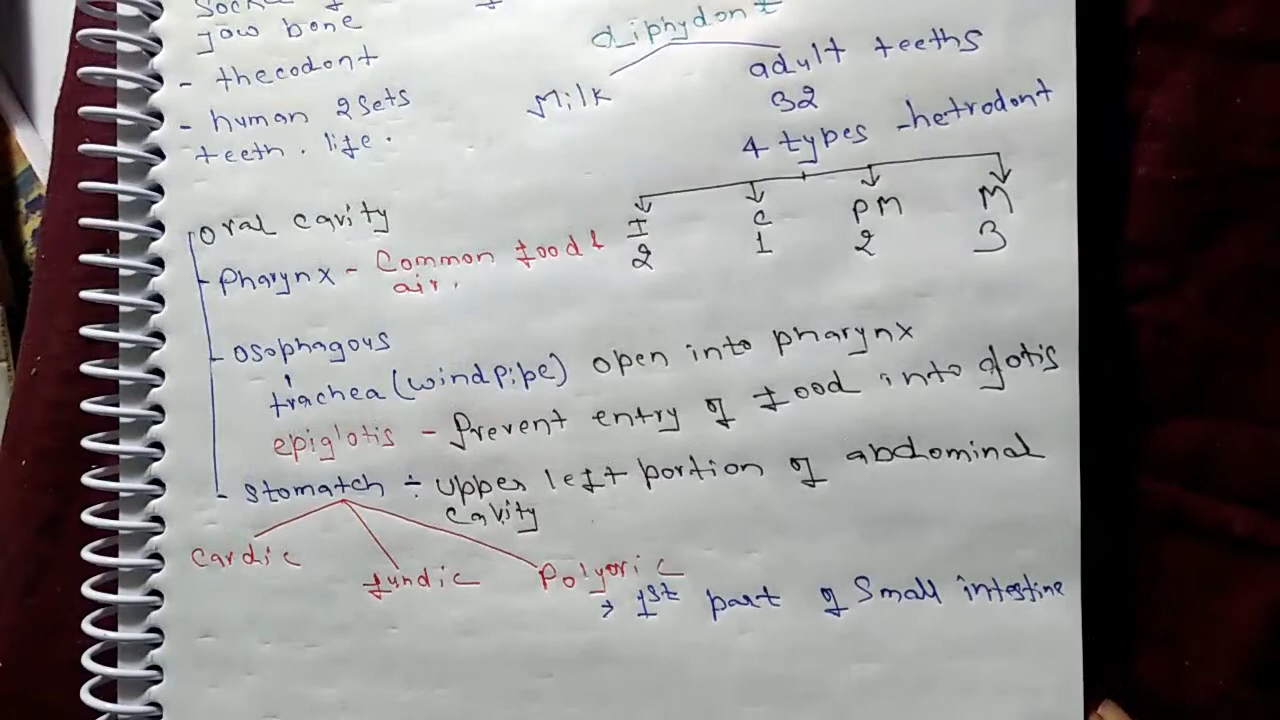 jaw bone
- thecodont
- human 2 sets
teeth. life.
diphydont
Milk
adult teeths
32
4 types - hetrodont
I C PM M
2 1 2 3
oral cavity
Pharynx - Common food &
air.
osophagous
trachea (windpipe) open into pharynx
epiglotis - Prevent entry of food into glotis
Stomatch ÷ upper left portion of abdominal
cavity
Cardic
fundic
Polyoric
→ 1st part of Small intestine